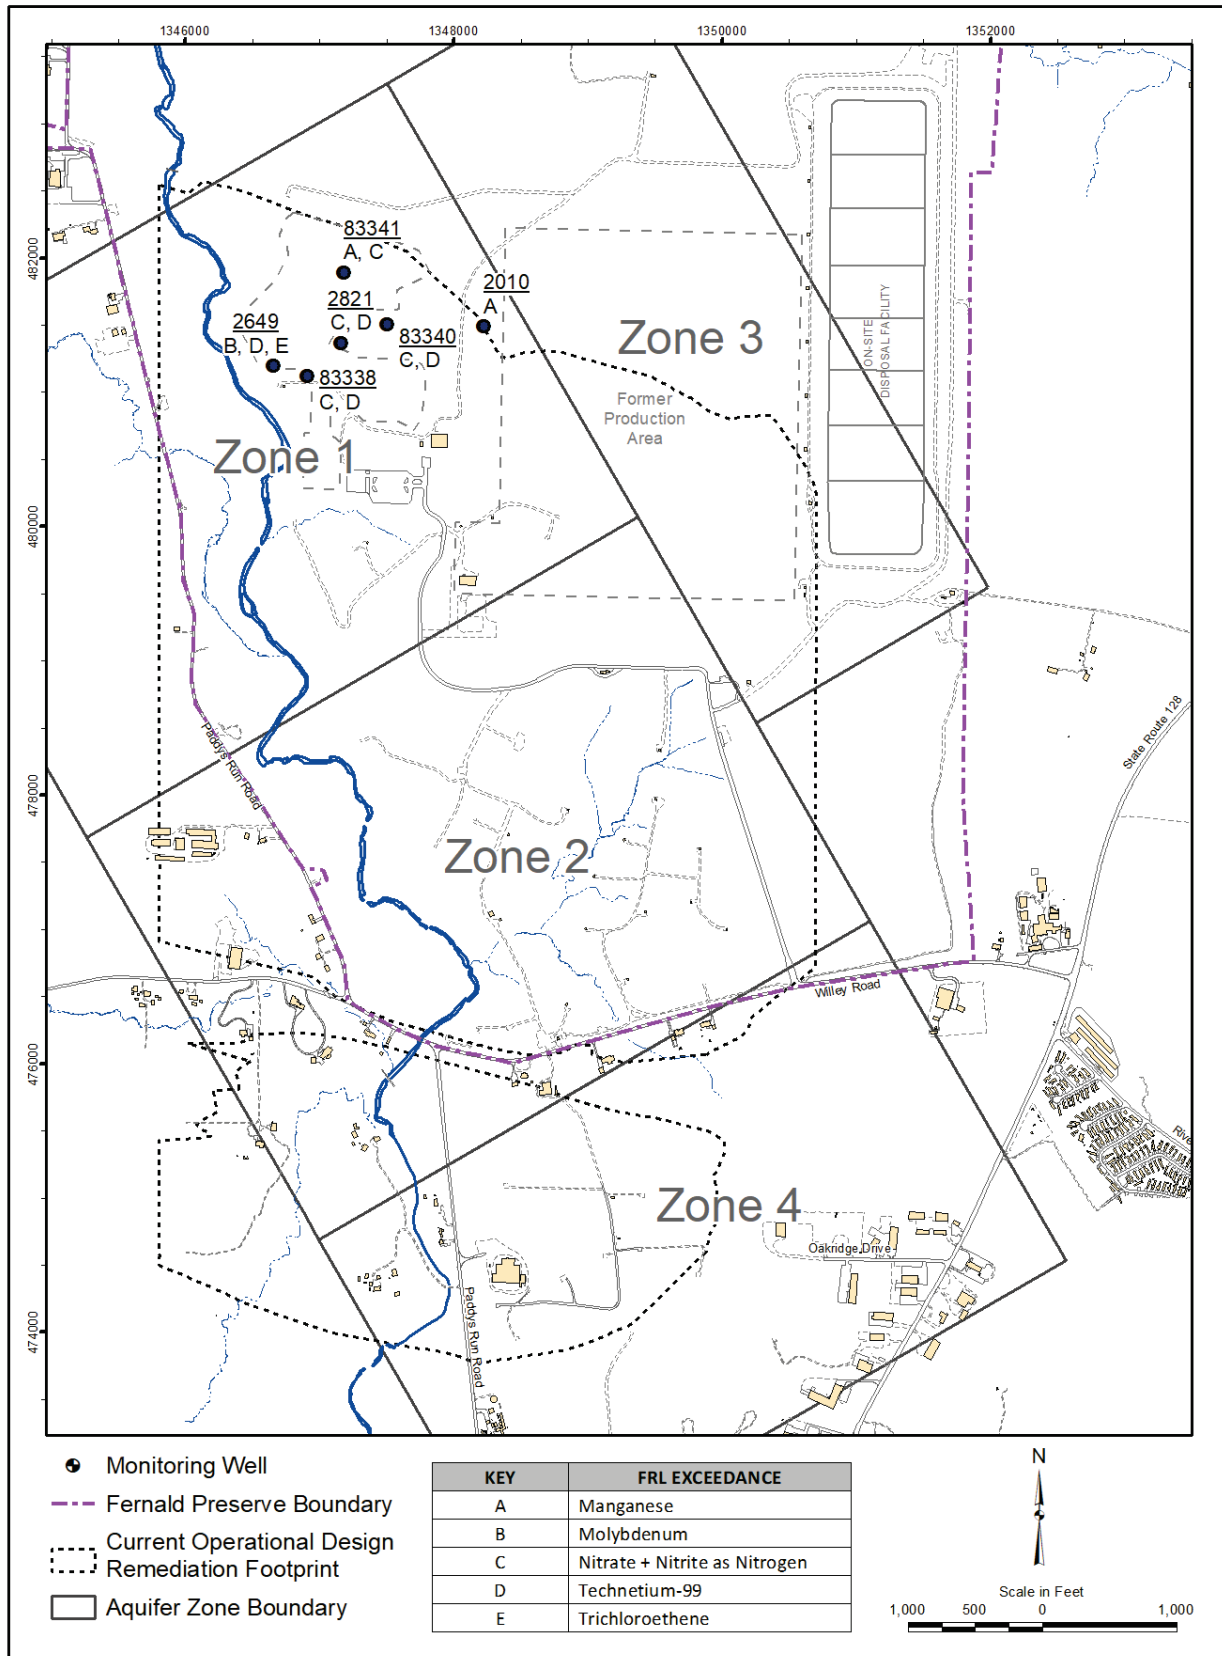 1346000
1348000
1350000
1352000
482000
480000
478000
476000
474000
83341
A, C
2010
A
2821
C, D
2649
B, D, E
83340
C, D
83338
C, D
Zone 3
Former
Production
Area
ON-SITE
DISPOSAL FACILITY
Zone 1
Paddys Run Road
State Route 128
Zone 2
Willey Road
Zone 4
Oakridge Drive
Paddys Run Road
River
Monitoring Well
Fernald Preserve Boundary
Current Operational Design
Remediation Footprint
Aquifer Zone Boundary
KEY FRL EXCEEDANCE
A Manganese
B Molybdenum
C Nitrate + Nitrite as Nitrogen
D Technetium-99
E Trichloroethene
N
Scale in Feet
1,000 500 0 1,000